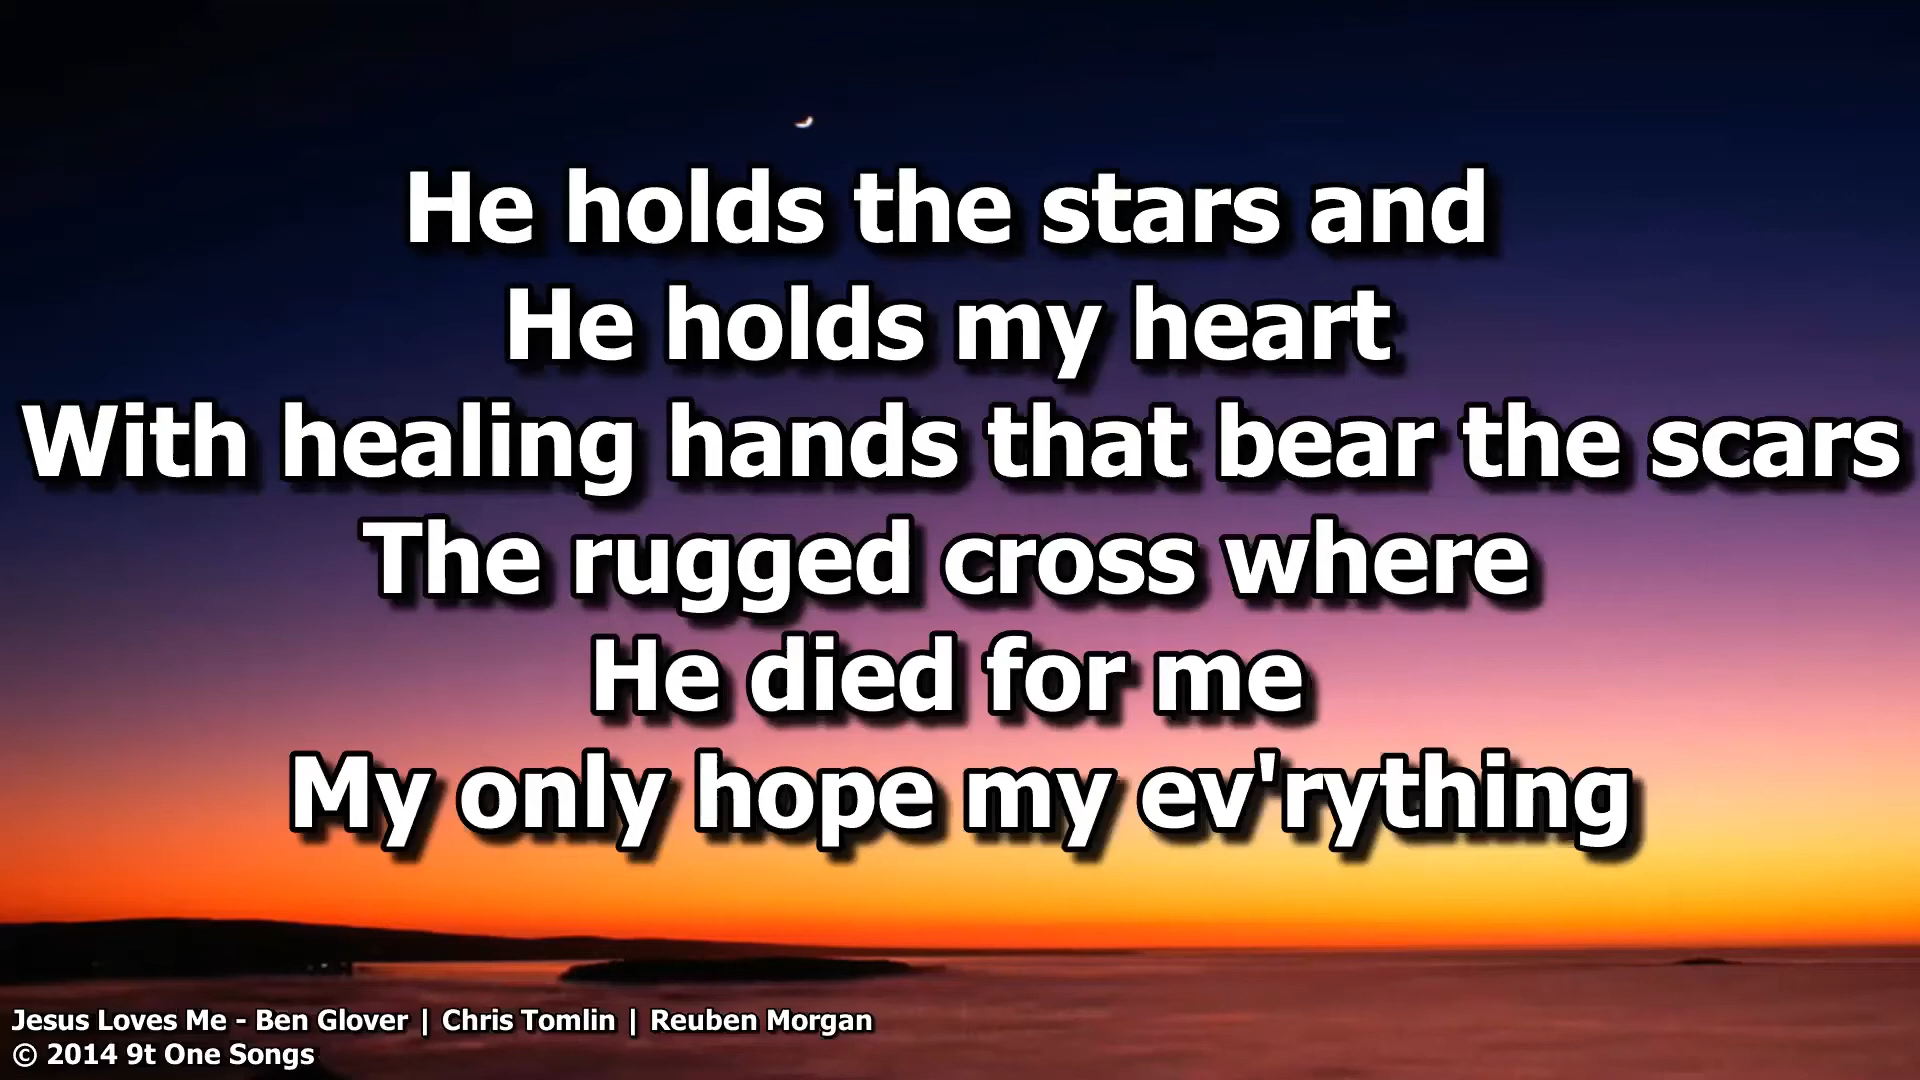 He holds the stars and
He holds my heart
With healing hands that bear the scars
The rugged cross where
He died for me
My only hope my ev'rything
Jesus Loves Me - Ben Glover | Chris Tomlin | Reuben Morgan
© 2014 9t One Songs